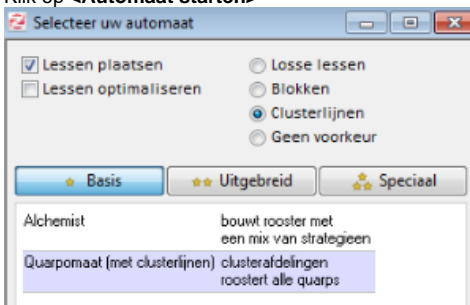 Klik op <Automaat starten>
Selecteer uw automaat
Lessen plaatsen
Losse lessen
Lessen optimaliseren
Blokken
Clusterlijnen
Geen voorkeur
Basis
Uitgebreid
Speciaal
Alchemist
bouwt rooster met
een mix van strategieen
Quarpomaat (met clusterlijnen)
clusterafdelingen
roostert alle quarps